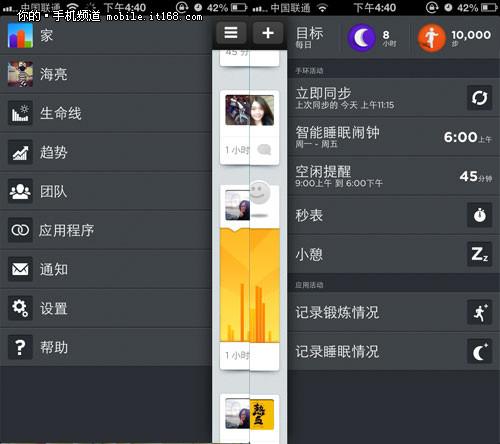 中国联通 下午4:40 42%
你的·手机频道 mobile.it168.com
家
海亮
生命线
趋势
团队
应用程序
通知
设置
帮助
45 分钟
1 小时
1 小时
中国联通 下午4:40 42%
目标
每日
8
小时
10,000
步
手环活动
立即同步
上次同步的 今天 上午11:15
智能睡眠闹钟
周一 - 周五
6:00上午
空闲提醒
9:00上午 到 6:00下午
45分钟
秒表
小憩
Zz
应用活动
记录锻炼情况
记录睡眠情况